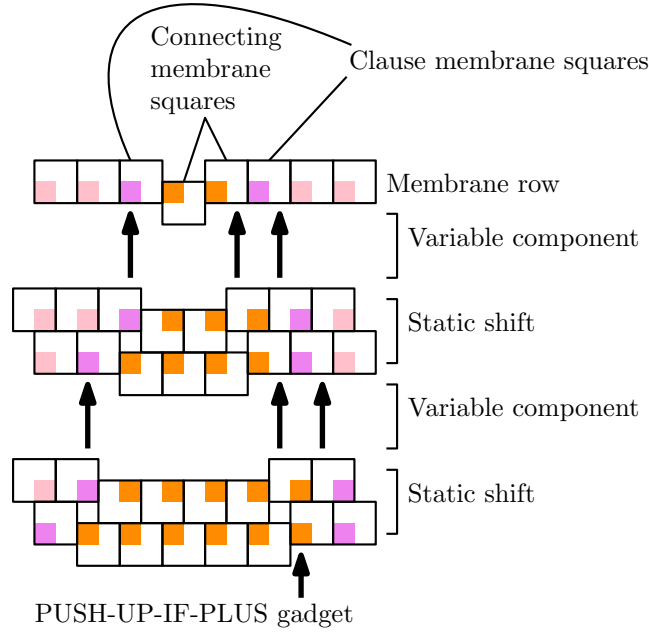 Connecting
membrane
squares
Clause membrane squares
Membrane row
Variable component
Static shift
Variable component
Static shift
PUSH-UP-IF-PLUS gadget